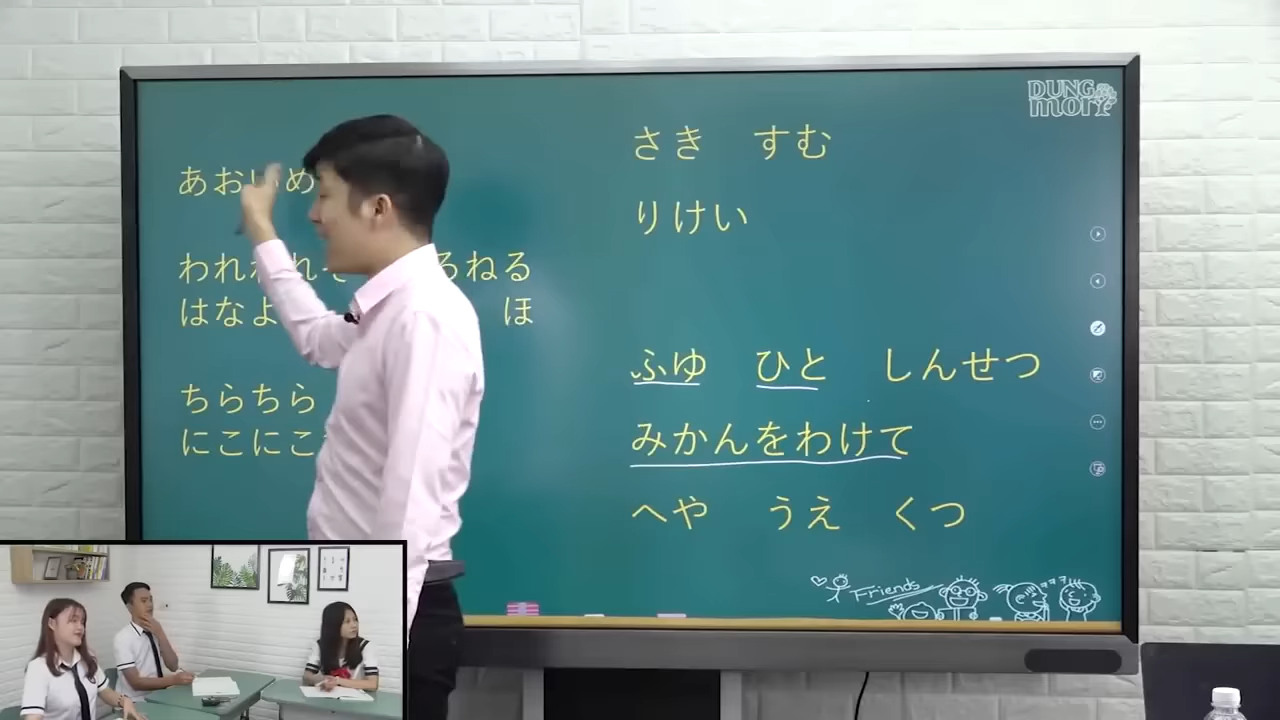 あおいめ
われ
ろねる
はなよ
ほ
ちらちら
にこにこ
さき すむ
りけい
ふゆ ひと しんせつ
みかんをわけて
へや うえ くつ
DUNG
mori
Friends